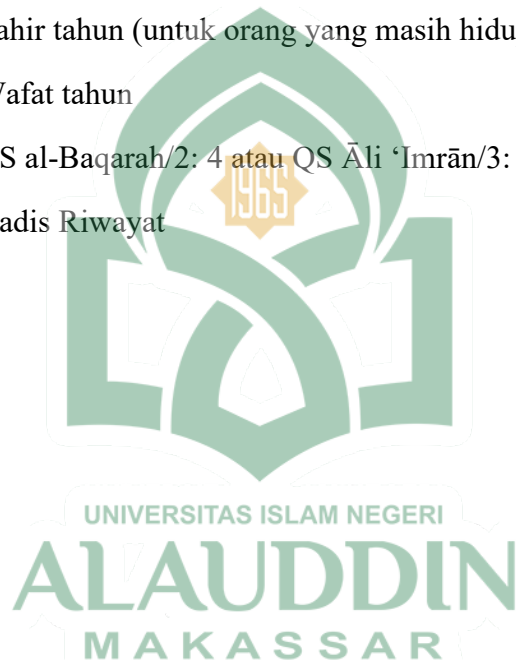 ahir tahun (untuk orang yang masih hidu
afat tahun
S al-Baqarah/2: 4 atau QS Āli ‘Imrān/3:
adis Riwayat
1965
UNIVERSITAS ISLAM NEGERI
ALAUDDIN
MAKASSAR